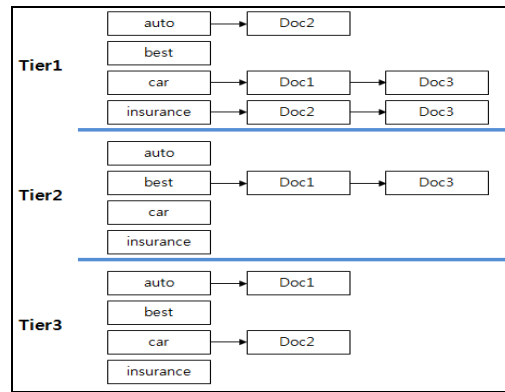 auto Doc2
best
Tier1
car Doc1 Doc3
insurance Doc2 Doc3
auto
best Doc1 Doc3
Tier2
car
insurance
auto Doc1
best
Tier3
car Doc2
insurance